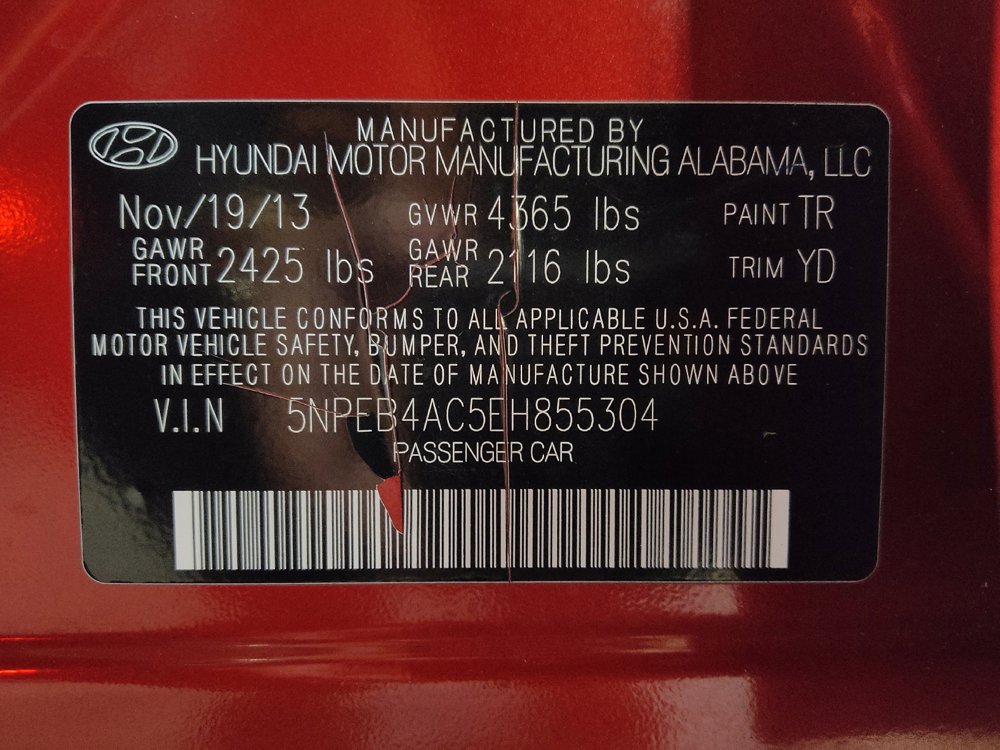 MANUFACTURED BY
HYUNDAI MOTOR MANUFACTURING ALABAMA, LLC
Nov/19/13 GVWR 4365 lbs PAINT TR
GAWR FRONT 2425 lbs GAWR REAR 2116 lbs TRIM YD
THIS VEHICLE CONFORMS TO ALL APPLICABLE U.S.A. FEDERAL
MOTOR VEHICLE SAFETY, BUMPER, AND THEFT PREVENTION STANDARDS
IN EFFECT ON THE DATE OF MANUFACTURE SHOWN ABOVE
V.I.N 5NPEB4AC5EH855304
PASSENGER CAR